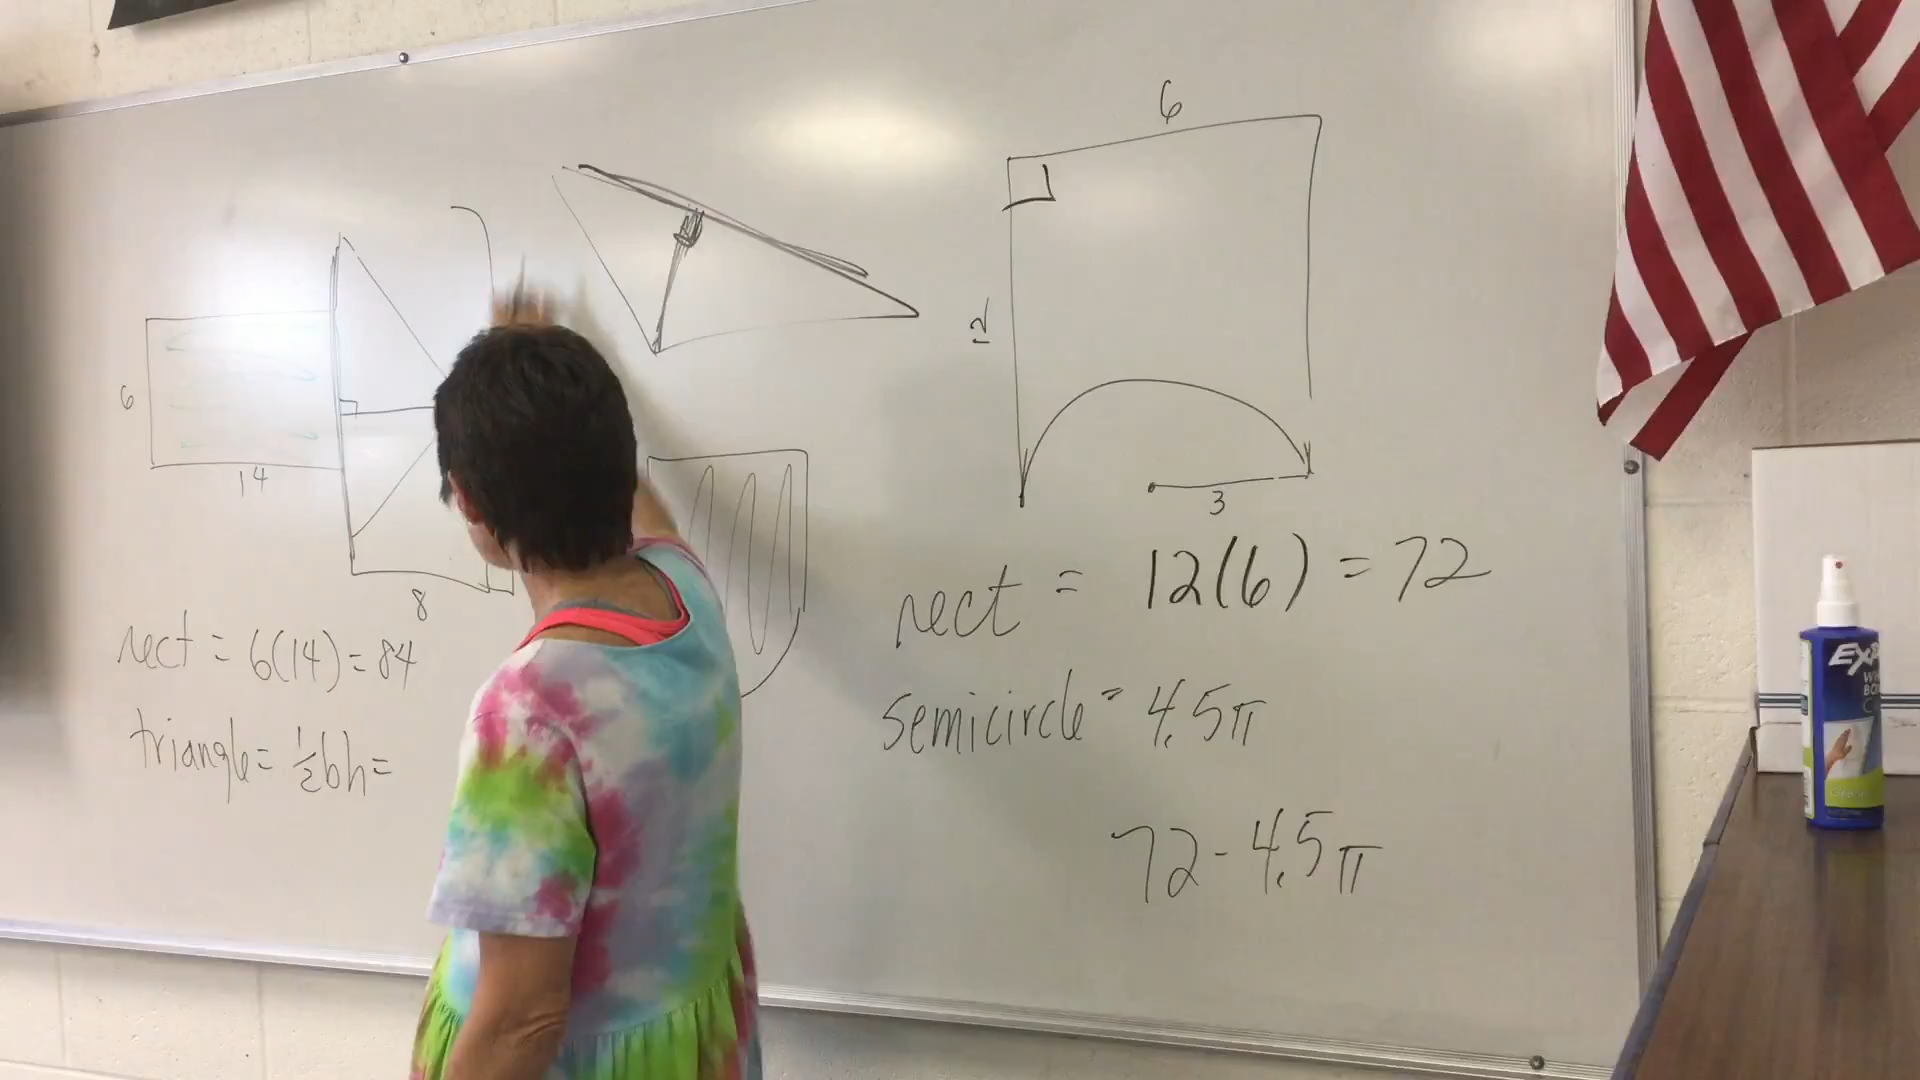 6
14
8
rect = 6(14) = 84
triangle = ½bh =
6
12
3
rect = 12(6) = 72
semicircle = 4.5π
72 - 4.5π
EXP